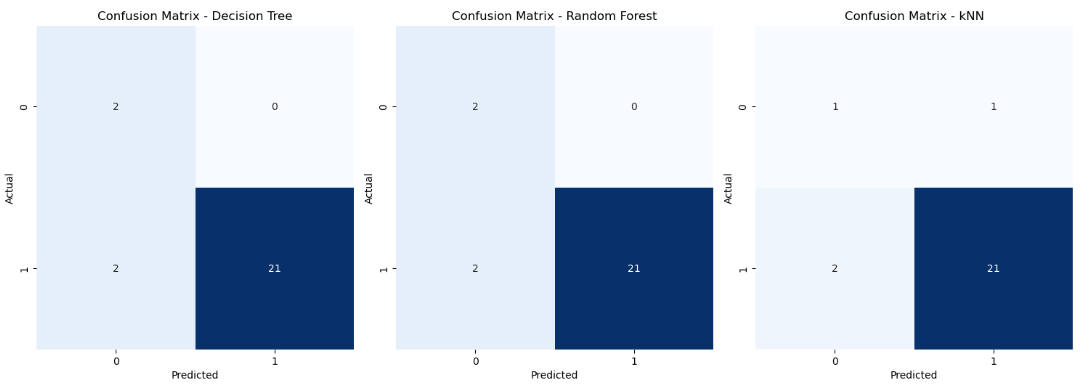 Confusion Matrix - Decision Tree
0
2
0
Actual
1
2
21
0
1
Predicted
Confusion Matrix - Random Forest
0
2
0
Actual
1
2
21
0
1
Predicted
Confusion Matrix - kNN
0
1
1
Actual
1
2
21
0
1
Predicted